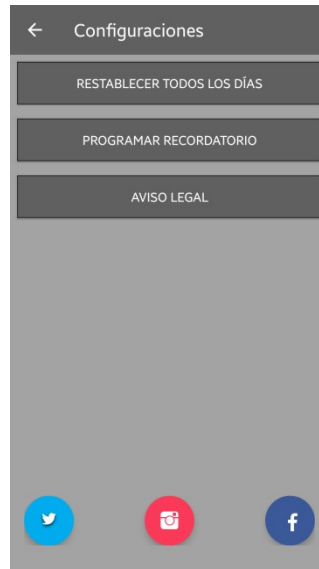 Configuraciones
RESTABLECER TODOS LOS DÍAS
PROGRAMAR RECORDATORIO
AVISO LEGAL